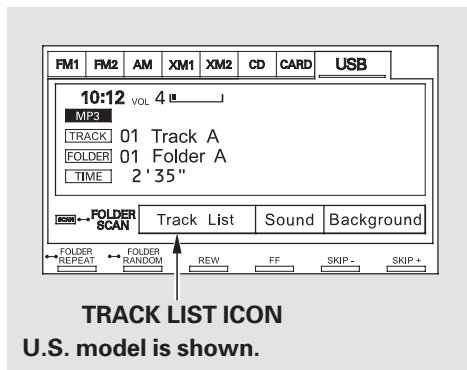 FM1 FM2 AM XM1 XM2 CD CARD USB
10:12 VOL 4
MP3
TRACK 01 Track A
FOLDER 01 Folder A
TIME 2'35"
SCAN FOLDER SCAN Track List Sound Background
FOLDER REPEAT FOLDER RANDOM REW FF SKIP - SKIP +
TRACK LIST ICON
U.S. model is shown.